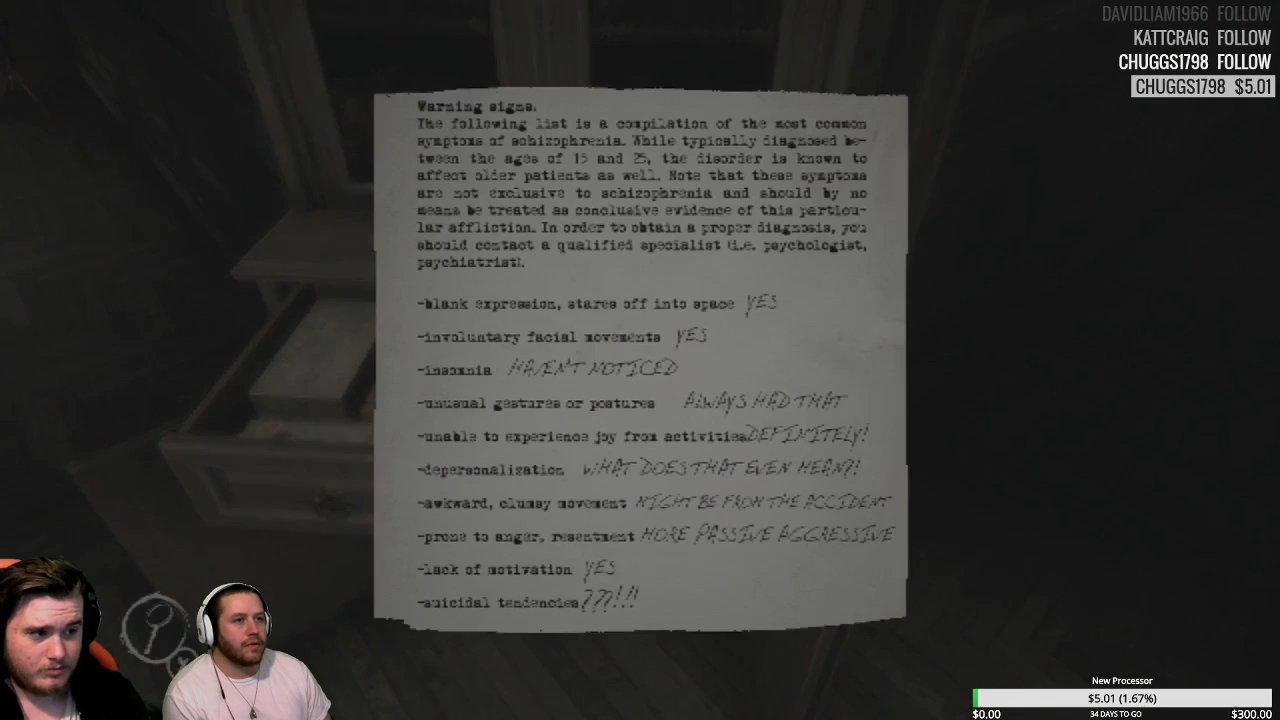 DAVIDLIAM1966 FOLLOW
KATTCRAIG FOLLOW
CHUGGS1798 FOLLOW
CHUGGS1798 $5.01
Warning signs.
The following list is a compilation of the most common
symptoms of schizophrenia. While typically diagnosed be-
tween the ages of 15 and 25, the disorder is known to
affect older patients as well. Note that these symptoms
are not exclusive to schizophrenia and should by no
means be treated as conclusive evidence of this particu-
lar affliction. In order to obtain a proper diagnosis, you
should contact a qualified specialist (i.e. psychologist,
psychiatrist).
-blank expression, stares off into space YES
-involuntary facial movements YES
-insomnia HAVEN'T NOTICED
-unusual gestures or postures ALWAYS HAD THAT
-unable to experience joy from activities DEFINITELY!
-depersonalization WHAT DOES THAT EVEN MEAN?!
-awkward, clumsy movement MIGHT BE FROM THE ACCIDENT
-prone to anger, resentment MORE PASSIVE AGGRESSIVE
-lack of motivation YES
-suicidal tendencies ???!!!
New Processor
$5.01 (1.67%)
$0.00 34 DAYS TO GO $300.00